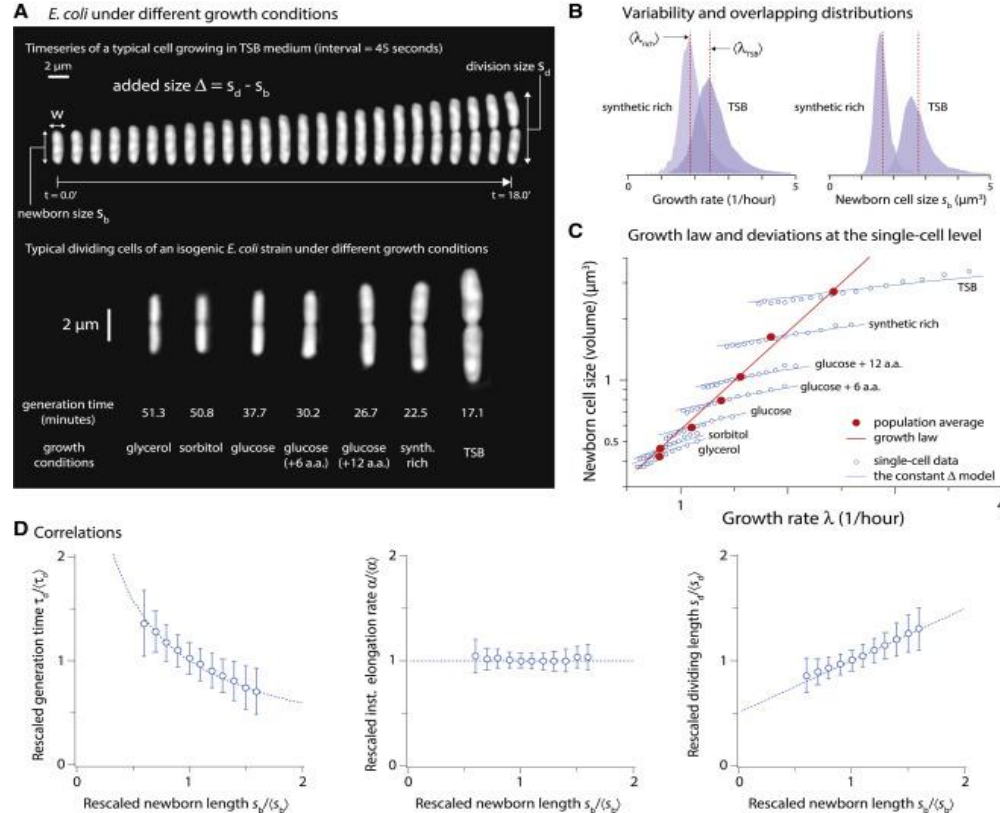 A E. coli under different growth conditions
Timeseries of a typical cell growing in TSB medium (interval = 45 seconds)
2 μm
added size Δ = s_d - s_b
division size s_d
w
newborn size s_b
t = 0.0'
t = 18.0'
Typical dividing cells of an isogenic E. coli strain under different growth conditions
2 μm
generation time (minutes)
51.3 50.8 37.7 30.2 26.7 22.5 17.1
growth conditions
glycerol sorbitol glucose glucose (+6 a.a.) glucose (+12 a.a.) synth. rich TSB
B Variability and overlapping distributions
⟨λ_rich⟩
⟨λ_TSB⟩
synthetic rich
TSB
0 5
Growth rate (1/hour)
synthetic rich
TSB
0 5
Newborn cell size s_b (μm³)
C Growth law and deviations at the single-cell level
Newborn cell size (volume) (μm³)
1
0.5
TSB
synthetic rich
glucose + 12 a.a.
glucose + 6 a.a.
glucose
sorbitol
glycerol
population average
growth law
single-cell data
the constant Δ model
1 4
Growth rate λ (1/hour)
D Correlations
Rescaled generation time τ_d/⟨τ_d⟩
2
1
0
0 1 2
Rescaled newborn length s_b/⟨s_b⟩
Rescaled inst. elongation rate α/⟨α⟩
2
1
0
0 1 2
Rescaled newborn length s_b/⟨s_b⟩
Rescaled dividing length s_d/⟨s_d⟩
2
1
0
0 1 2
Rescaled newborn length s_b/⟨s_b⟩